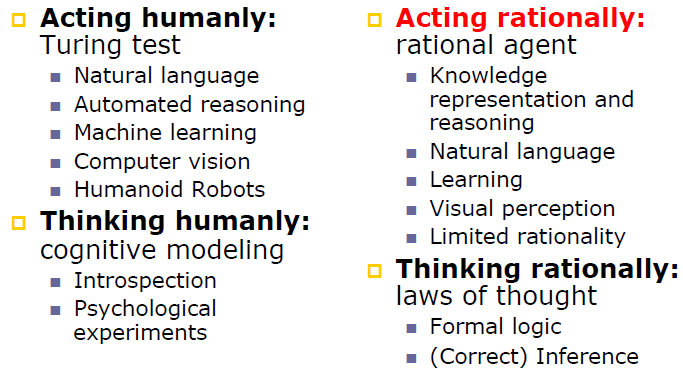 Acting humanly:
Turing test
Natural language
Automated reasoning
Machine learning
Computer vision
Humanoid Robots
Thinking humanly:
cognitive modeling
Introspection
Psychological
experiments
Acting rationally:
rational agent
Knowledge
representation and
reasoning
Natural language
Learning
Visual perception
Limited rationality
Thinking rationally:
laws of thought
Formal logic
(Correct) Inference